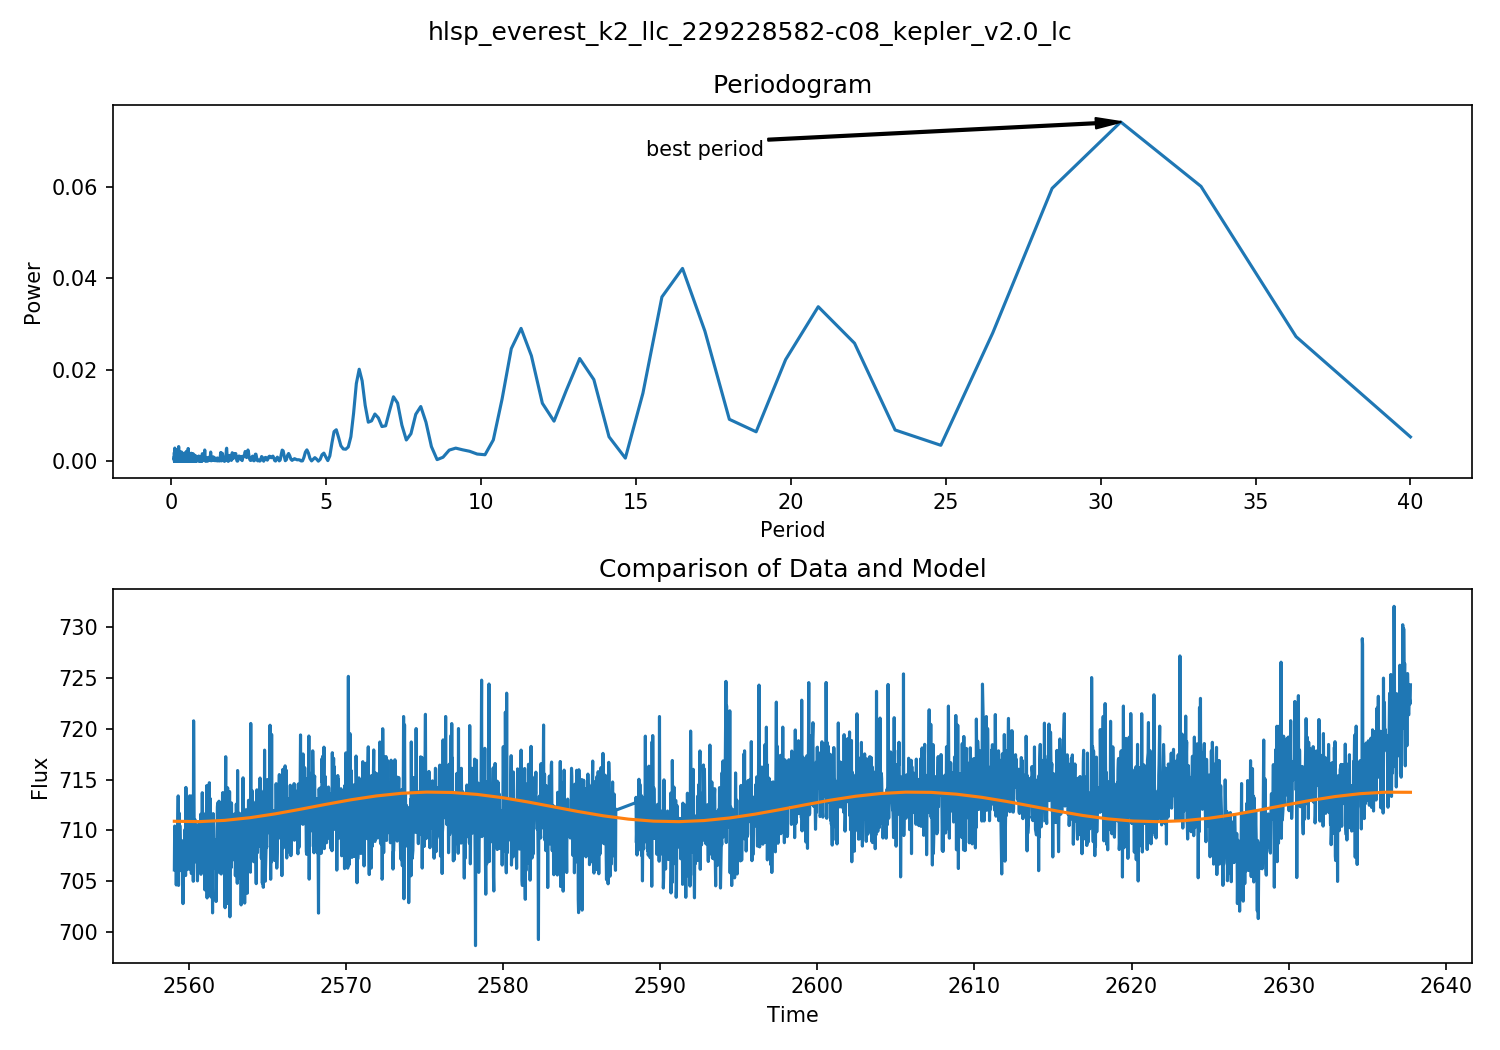 hlsp_everest_k2_llc_229228582-c08_kepler_v2.0_lc
Periodogram
best period
Power
0.06
0.04
0.02
0.00
0 5 10 15 20 25 30 35 40
Period
Comparison of Data and Model
Flux
730
725
720
715
710
705
700
2560 2570 2580 2590 2600 2610 2620 2630 2640
Time